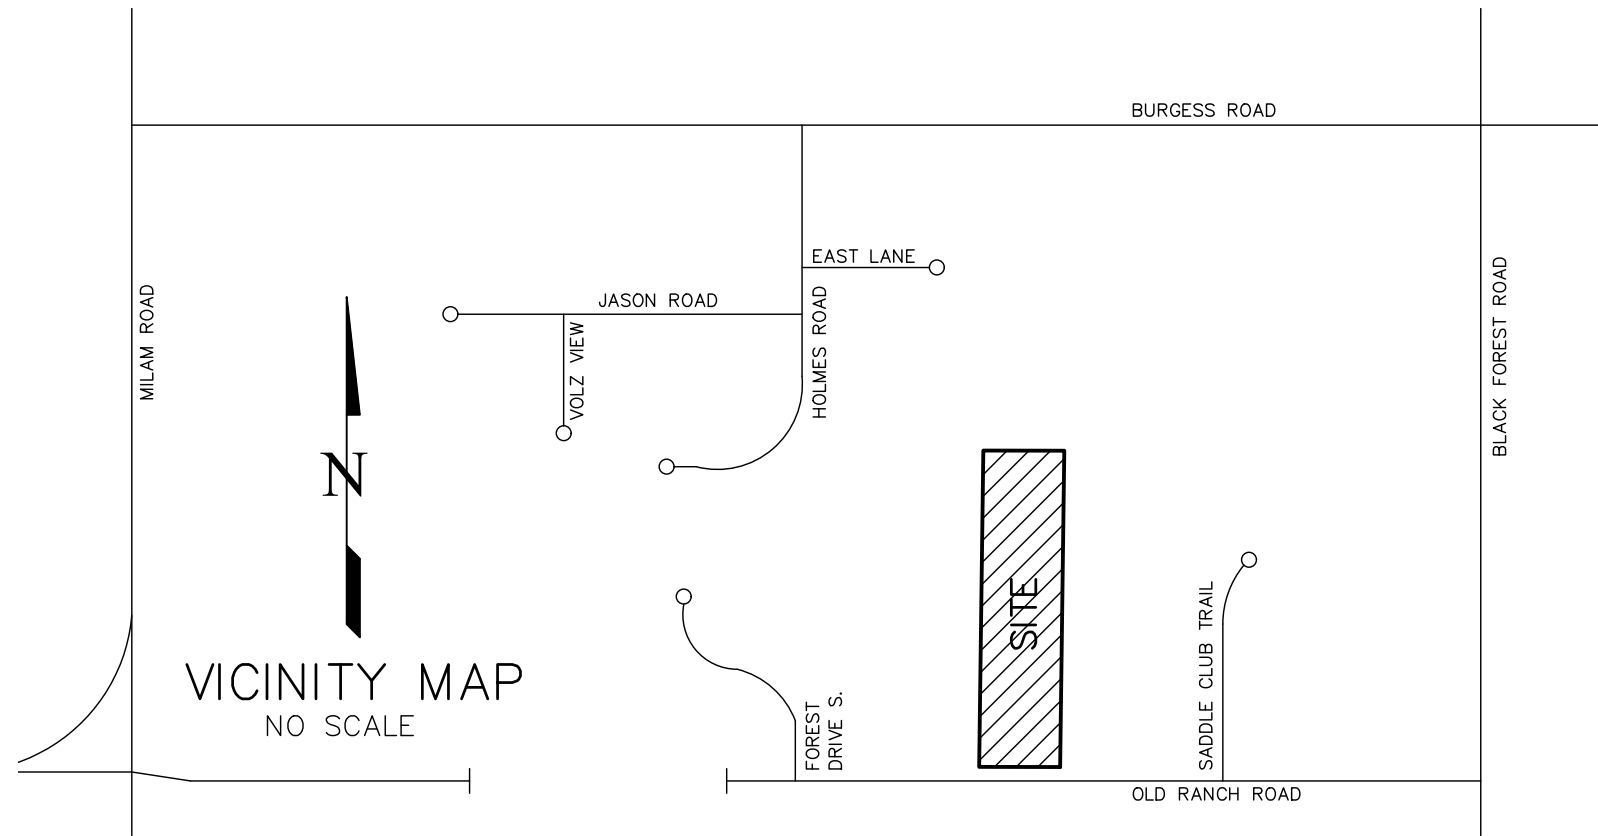 BURGESS ROAD
EAST LANE
JASON ROAD
MILAM ROAD
VOLZ VIEW
HOLMES ROAD
BLACK FOREST ROAD
N
SITE
VICINITY MAP
NO SCALE
FOREST
DRIVE S.
SADDLE CLUB TRAIL
OLD RANCH ROAD